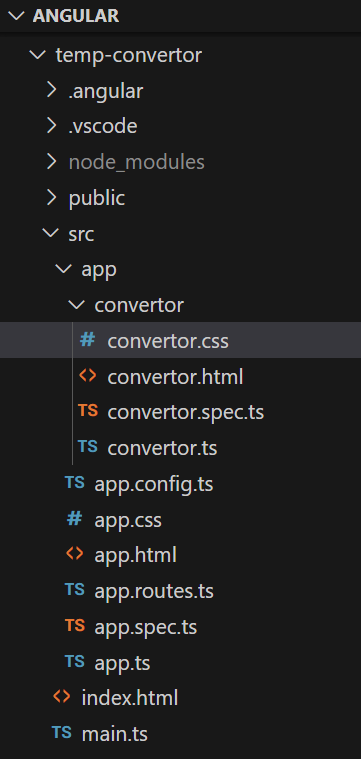 ANGULAR
temp-convertor
.angular
.vscode
node_modules
public
src
app
convertor
# convertor.css
<> convertor.html
TS convertor.spec.ts
TS convertor.ts
TS app.config.ts
# app.css
<> app.html
TS app.routes.ts
TS app.spec.ts
TS app.ts
<> index.html
TS main.ts